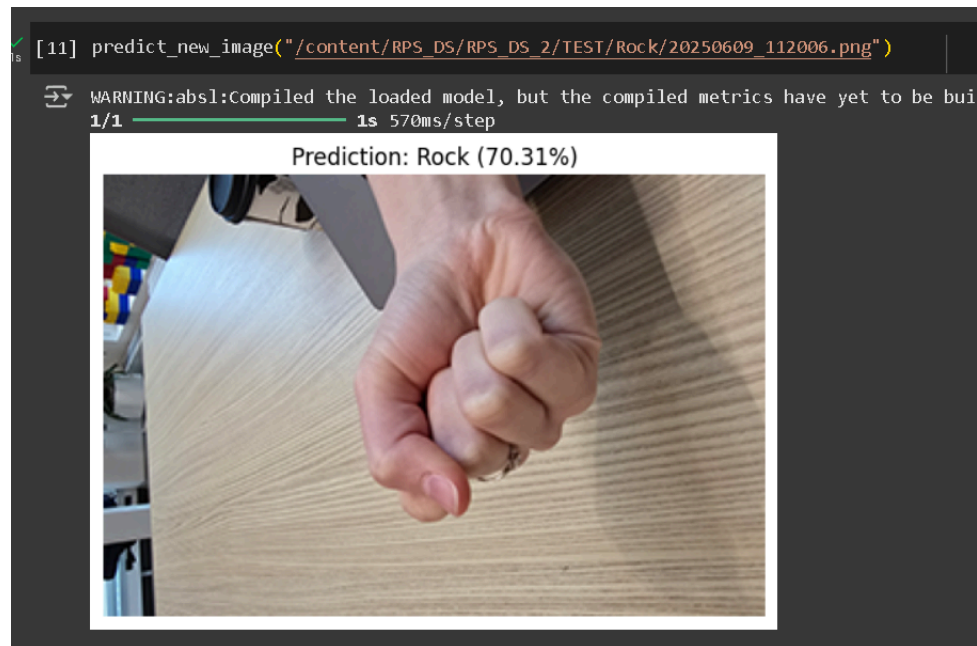 [11] predict_new_image("/content/RPS_DS/RPS_DS_2/TEST/Rock/20250609_112006.png")
1s
WARNING:absl:Compiled the loaded model, but the compiled metrics have yet to be bui
1/1 1s 570ms/step
Prediction: Rock (70.31%)